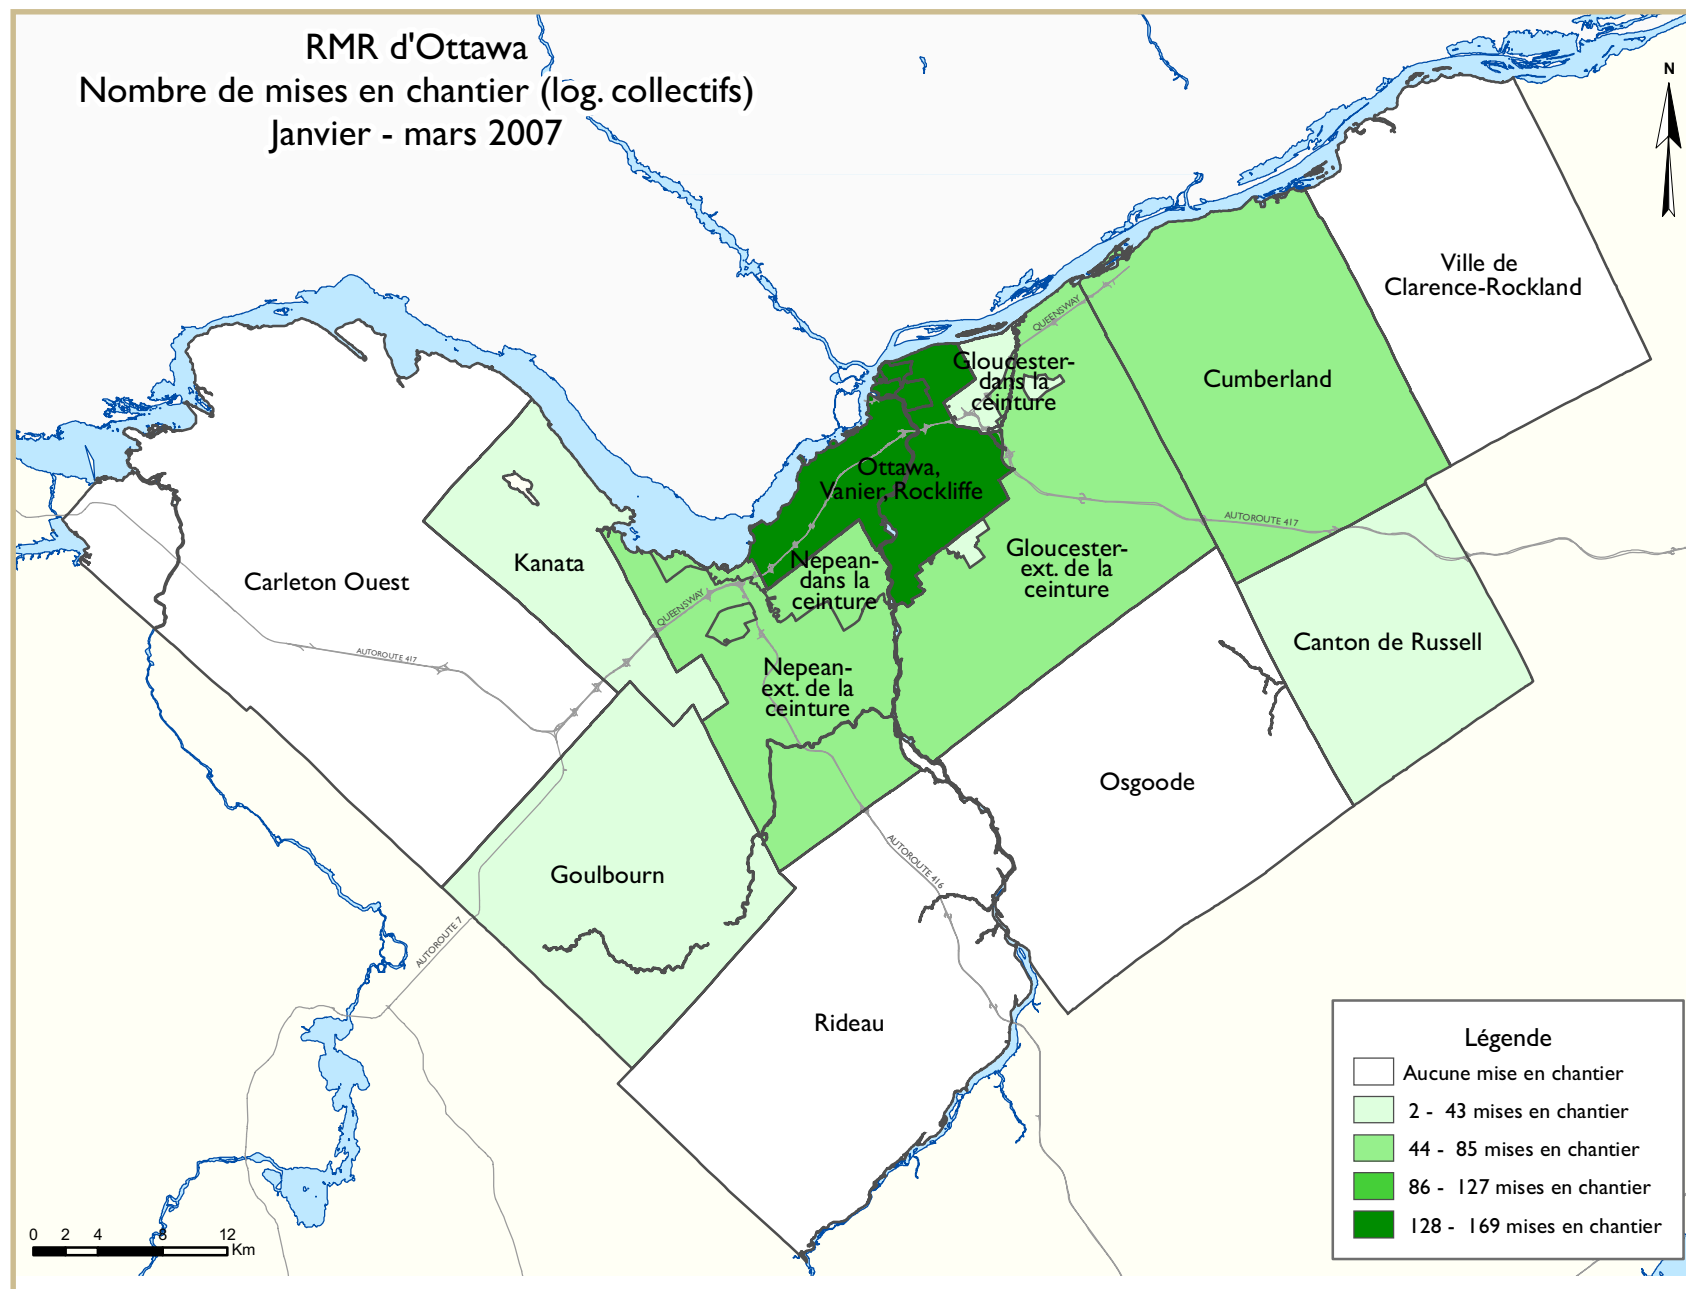 RMR d'Ottawa
Nombre de mises en chantier (log. collectifs)
Janvier - mars 2007
N
Ville de
Clarence-Rockland
QUEENSWAY
Gloucester-
dans la
ceinture
Cumberland
Ottawa,
Vanier, Rockliffe
AUTOROUTE 417
Kanata
Nepean-
dans la
ceinture
Gloucester-
ext. de la
ceinture
Carleton Ouest
QUEENSWAY
AUTOROUTE 417
Canton de Russell
Nepean-
ext. de la
ceinture
Osgoode
Goulbourn
AUTOROUTE 416
AUTOROUTE 7
Rideau
Légende
Aucune mise en chantier
2 - 43 mises en chantier
44 - 85 mises en chantier
86 - 127 mises en chantier
128 - 169 mises en chantier
0 2 4 8 12
Km